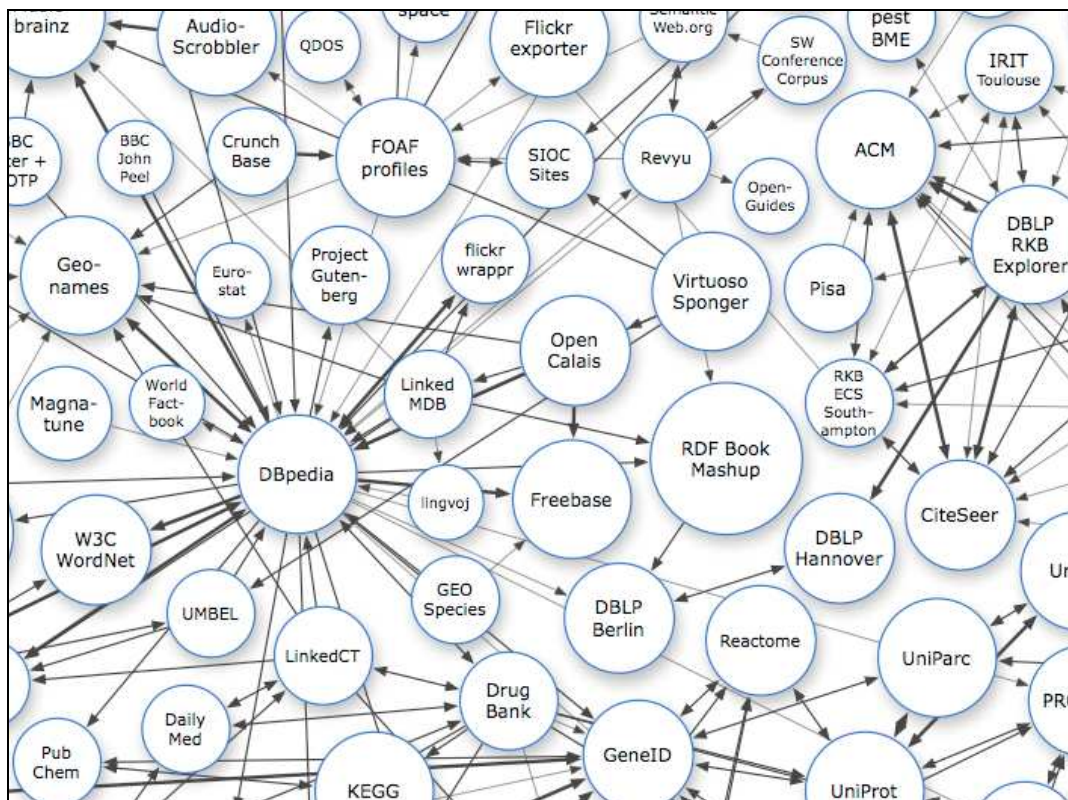 brainz
Audio-
Scrobbler
QDOS
space
Flickr
exporter
Web.org
SW
Conference
Corpus
pest
BME
IRIT
Toulouse
BBC
John
Peel
Crunch
Base
FOAF
profiles
SIOC
Sites
Revyu
Open-
Guides
ACM
DBLP
RKB
Explorer
Geo-
names
Euro-
stat
Project
Guten-
berg
flickr
wrappr
Virtuoso
Sponger
Pisa
Open
Calais
Linked
MDB
Magna-
tune
World
Fact-
book
RKB
ECS
South-
ampton
RDF Book
Mashup
DBpedia
lingvoj
Freebase
CiteSeer
W3C
WordNet
DBLP
Hannover
UMBEL
GEO
Species
DBLP
Berlin
Reactome
LinkedCT
UniParc
Drug
Bank
Daily
Med
Pub
Chem
GeneID
KEGG
UniProt